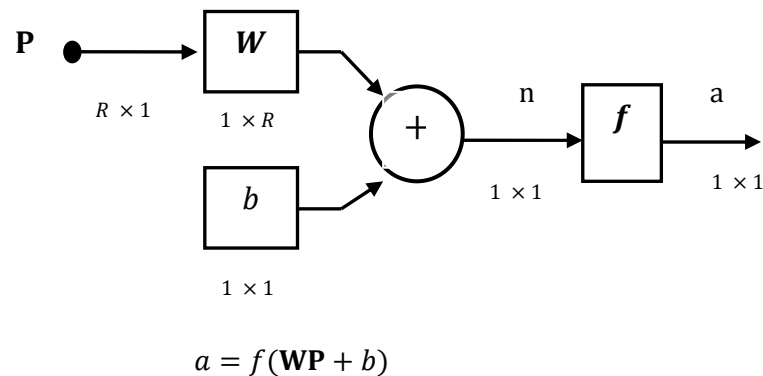 P
W
R × 1
1 × R
b
1 × 1
+
n
1 × 1
f
a
1 × 1
a = f(WP + b)